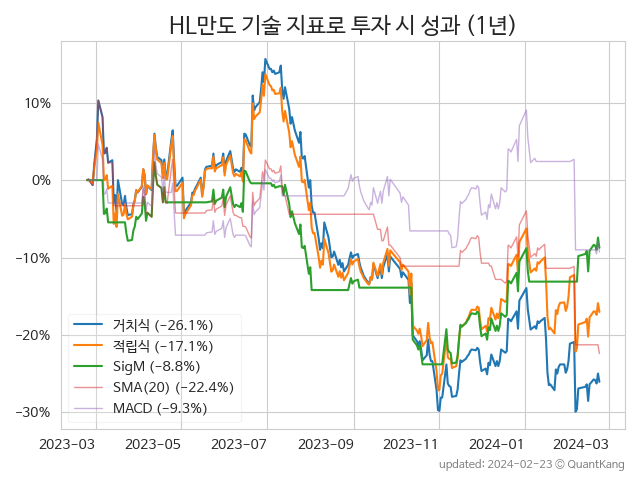 HL만도 기술 지표로 투자 시 성과 (1년)
10%
0%
−10%
−20%
−30%
거치식 (−26.1%)
적립식 (−17.1%)
SigM (−8.8%)
SMA(20) (−22.4%)
MACD (−9.3%)
2023-03 2023-05 2023-07 2023-09 2023-11 2024-01 2024-03
updated: 2024-02-23 © QuantKang